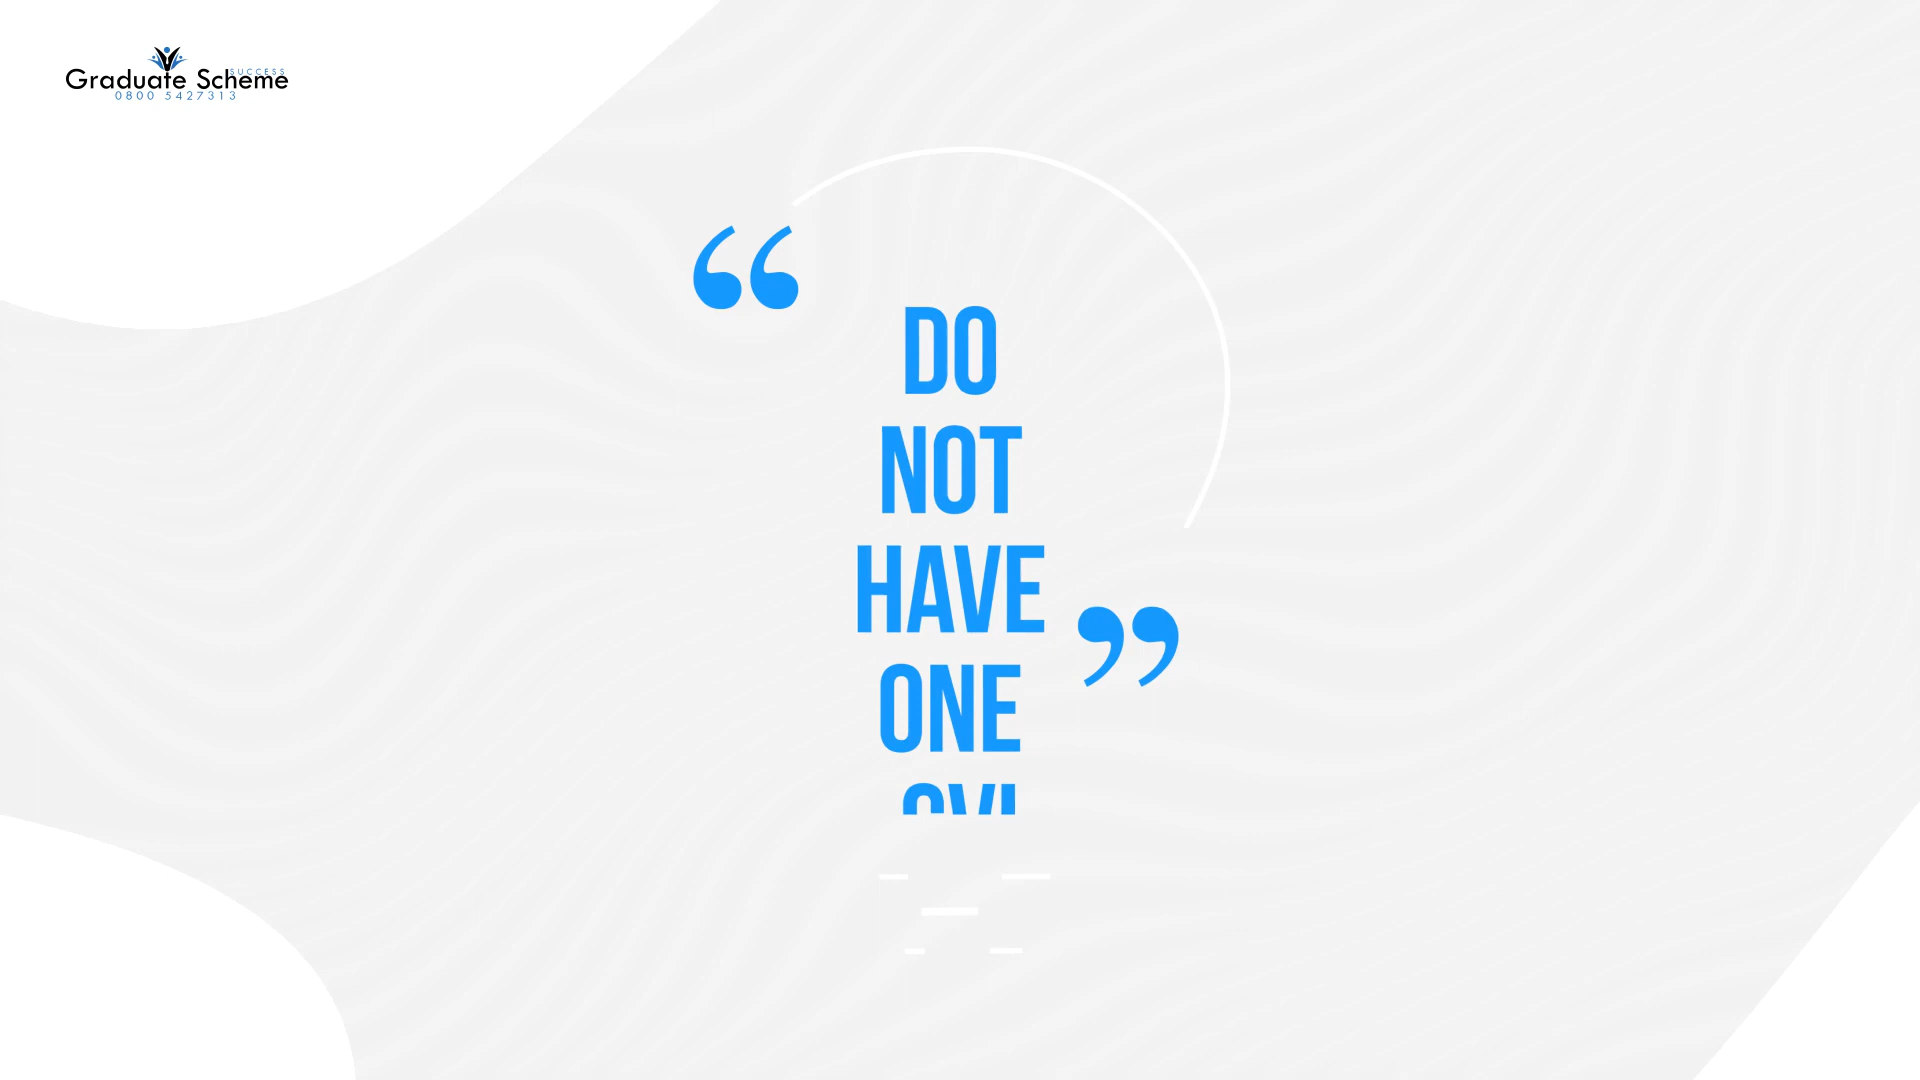 SUCCESS
Graduate Scheme
0800 5427313
“
DO
NOT
HAVE
ONE
”